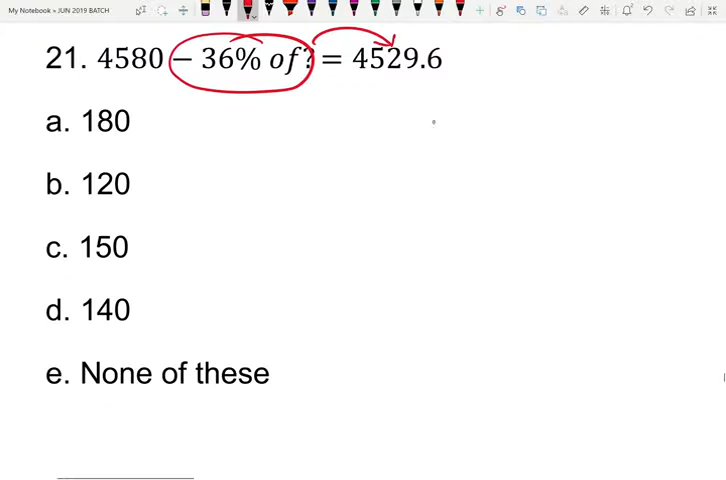 My Notebook » JUN 2019 BATCH
21. 4580 − 36% of? = 4529.6
a. 180
b. 120
c. 150
d. 140
e. None of these